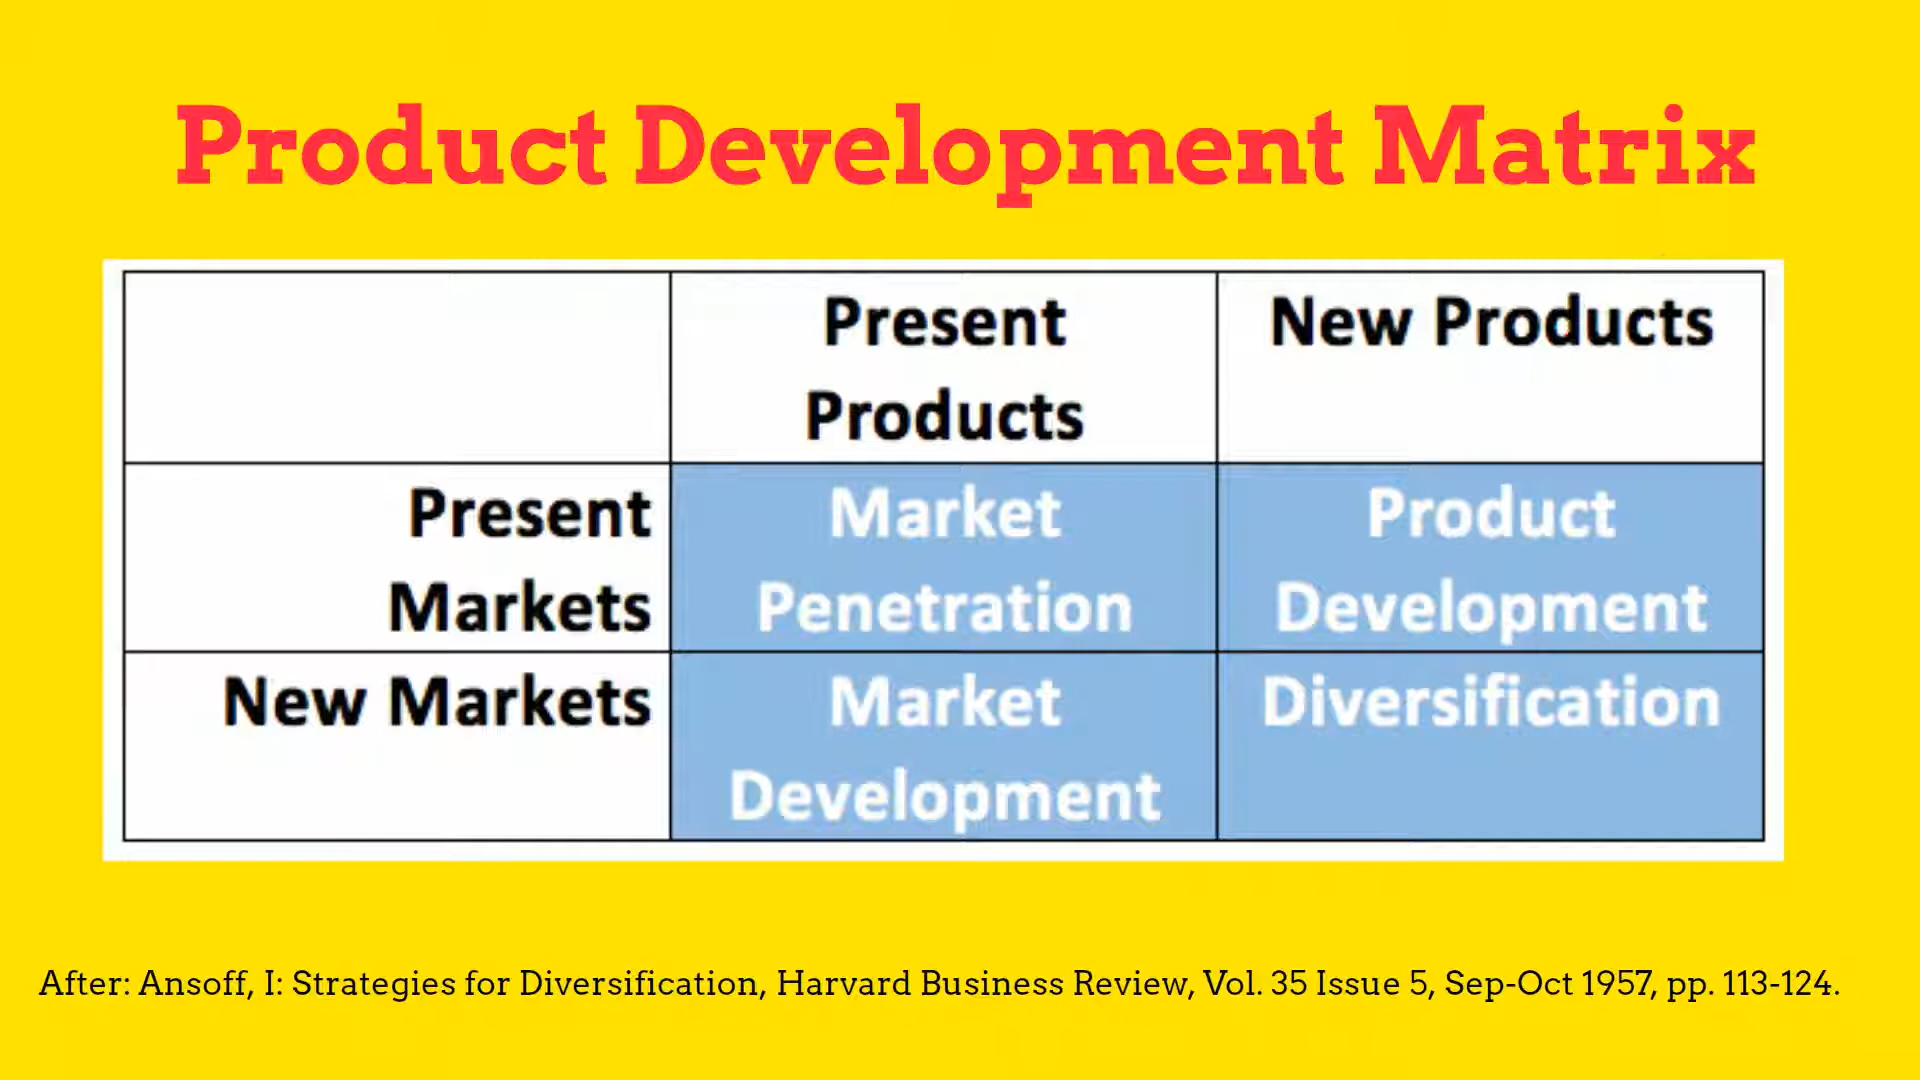 Product Development Matrix
Present
Products
New Products
Present
Markets
Market
Penetration
Product
Development
New Markets
Market
Development
Diversification
After: Ansoff, I: Strategies for Diversification, Harvard Business Review, Vol. 35 Issue 5, Sep-Oct 1957, pp. 113-124.